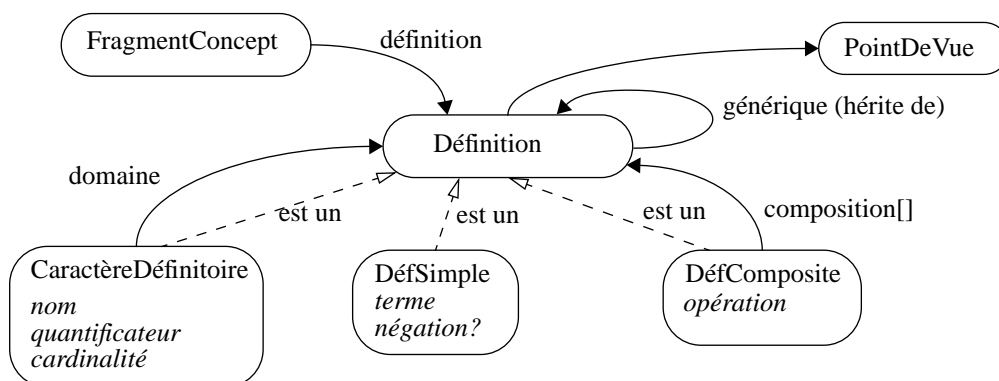 FragmentConcept
définition
PointDeVue
générique (hérite de)
Définition
domaine
est un
est un
est un
composition[]
CaractèreDéfinitoire
nom
quantificateur
cardinalité
DéfSimple
terme
négation?
DéfComposite
opération